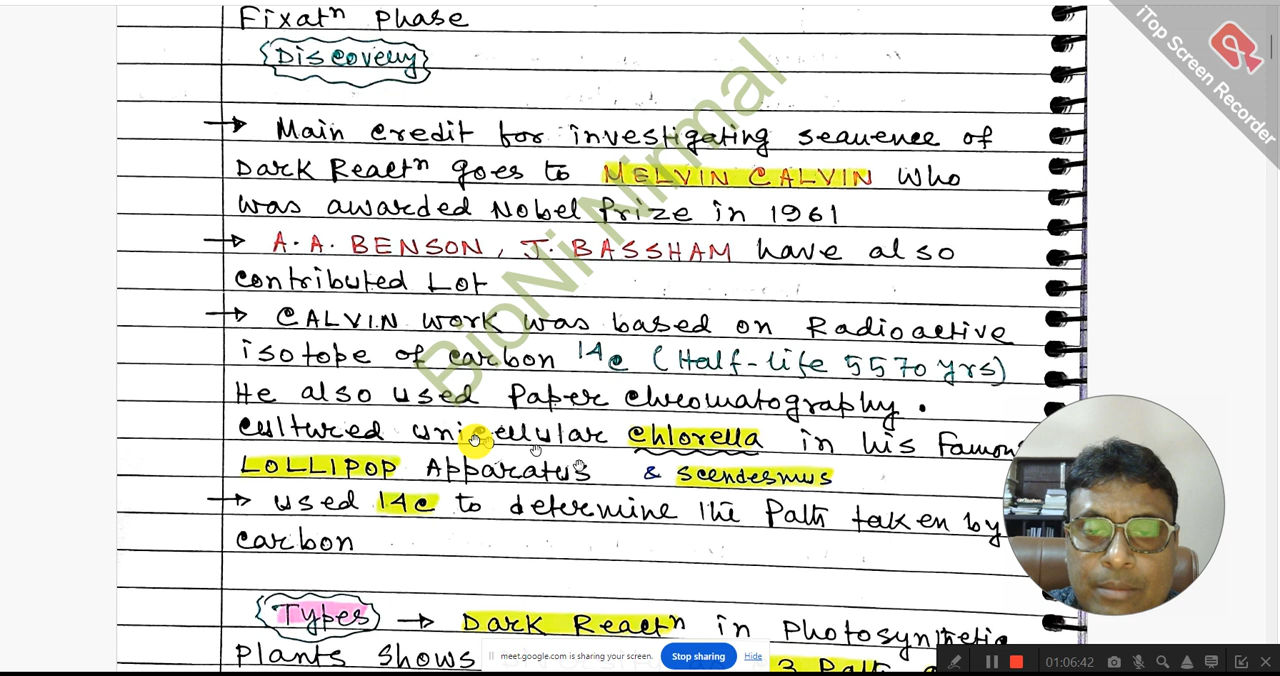 Fixatⁿ Phase
Discovery
→ Main credit for investigating sequence of
Dark Reactⁿ goes to MELVIN CALVIN Who
was awarded Nobel Prize in 1961
→ A. A. BENSON, J. BASSHAM have also
contributed Lot
→ CALVIN work was based on Radioactive
isotope of carbon 14c (Half-life 5570 yrs)
He also used Paper chromatography.
cultured unicellular chlorella in his Famous
LOLLIPOP Apparatus & Scendesmus
→ used 14c to determine the Path taken by
carbon
Types → Dark Reactⁿ in Photosynthetic
Plants shows 3 Path
BioNi Nirmal
iTop Screen Recorder
meet.google.com is sharing your screen.
Stop sharing
Hide
01:06:42